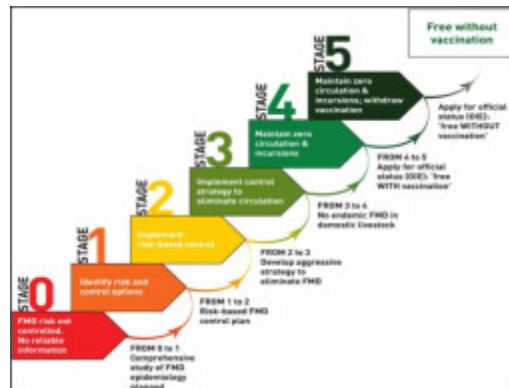 Free without
vaccination
STAGE 5
Maintain zero
circulation &
incursions; withdraw
vaccination
Apply for official
status (OIE):
'free WITHOUT
vaccination'
STAGE 4
Maintain zero
circulation &
incursions
FROM 4 to 5
Apply for official
status (OIE): 'free
WITH vaccination'
STAGE 3
Implement control
strategy to
eliminate circulation
FROM 3 to 4
No endemic FMD in
domestic livestock
STAGE 2
Implement
risk-based control
FROM 2 to 3
Develop aggressive
strategy to
eliminate FMD
STAGE 1
Identify risk and
control options
FROM 1 to 2
Risk-based FMD
control plan
STAGE 0
FMD risk not
controlled.
No reliable
information
FROM 0 to 1
Comprehensive
study of FMD
epidemiology
planned